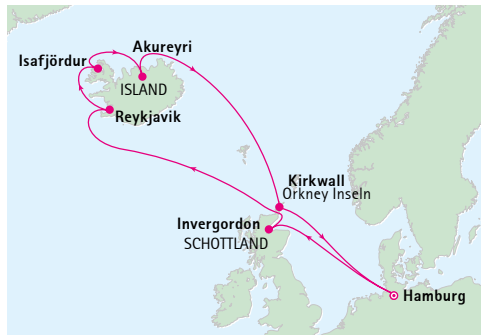 Akureyri
Isafjördur
ISLAND
Reykjavik
Kirkwall
Orkney Inseln
Invergordon
SCHOTTLAND
Hamburg